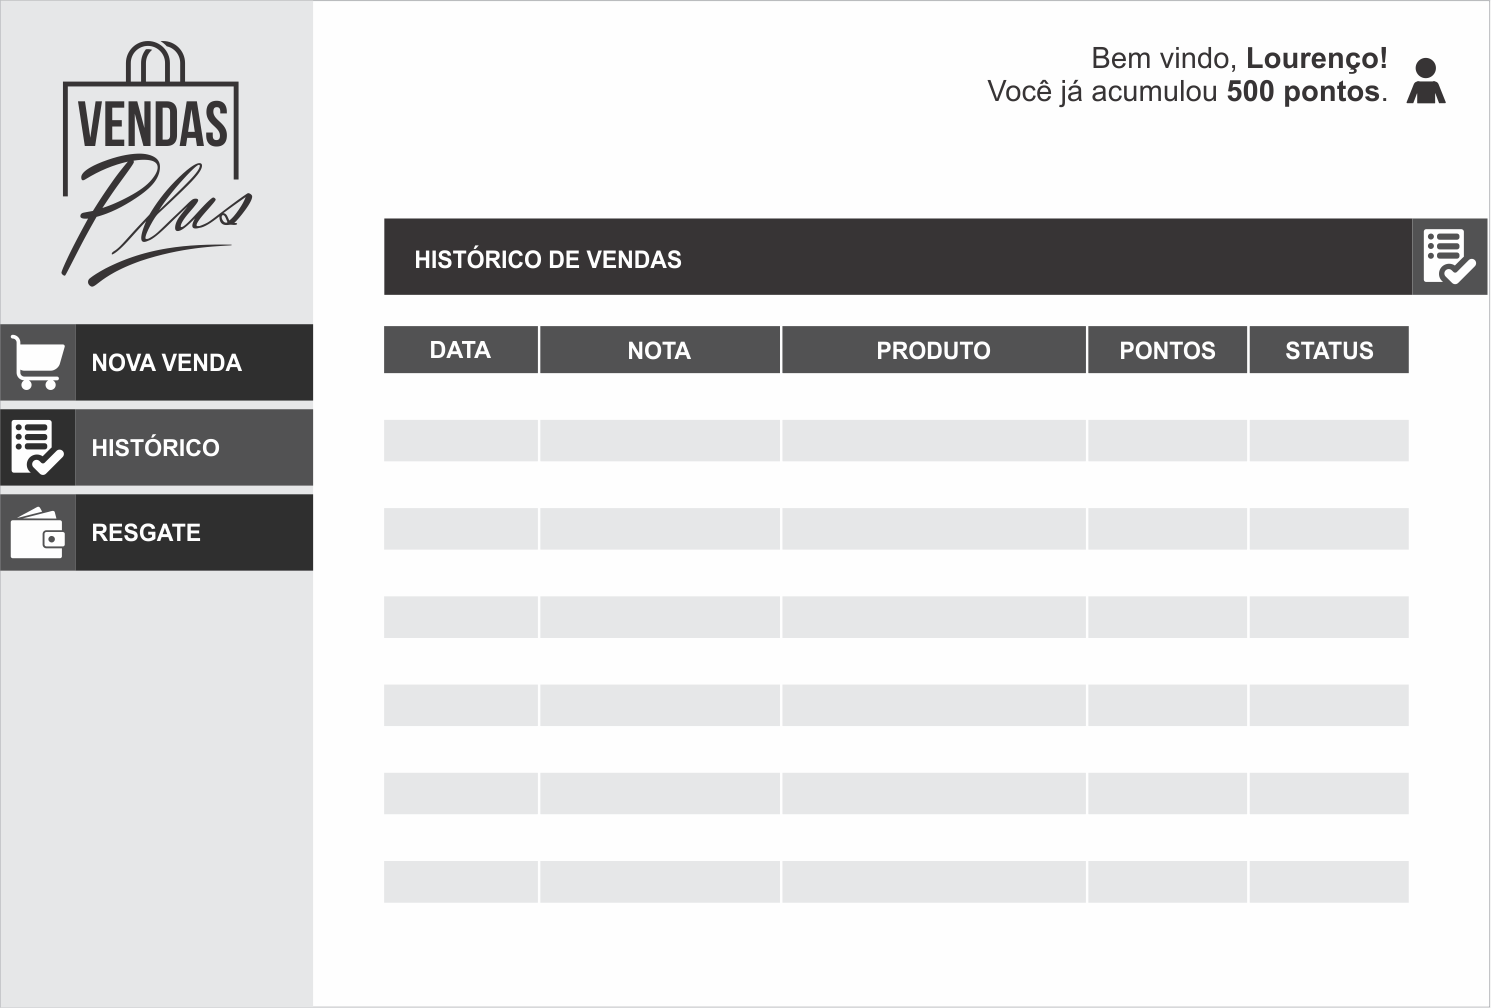 VENDAS
Plus
Bem vindo, Lourenço!
Você já acumulou 500 pontos.
NOVA VENDA
HISTÓRICO
RESGATE
HISTÓRICO DE VENDAS
DATA NOTA PRODUTO PONTOS STATUS